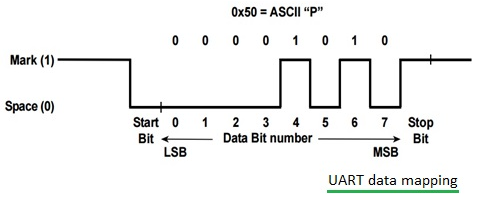 0x50 = ASCII “P”
0 0 0 0 1 0 1 0
Mark (1)
Space (0)
Start 0 1 2 3 4 5 6 7 Stop
Bit Data Bit number Bit
LSB MSB
UART data mapping